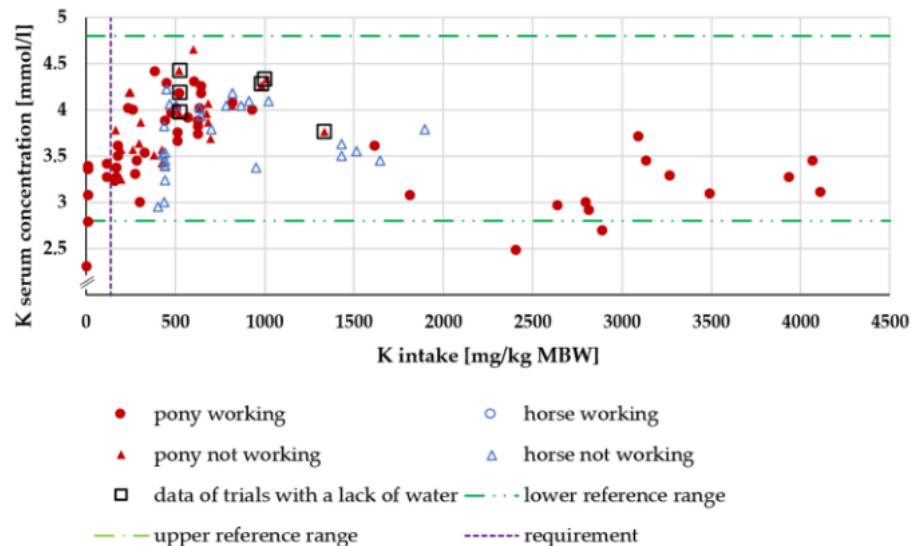 5
4.5
4
3.5
3
2.5
K serum concentration [mmol/l]
0 500 1000 1500 2000 2500 3000 3500 4000 4500
K intake [mg/kg MBW]
pony working horse working
pony not working horse not working
data of trials with a lack of water lower reference range
upper reference range requirement